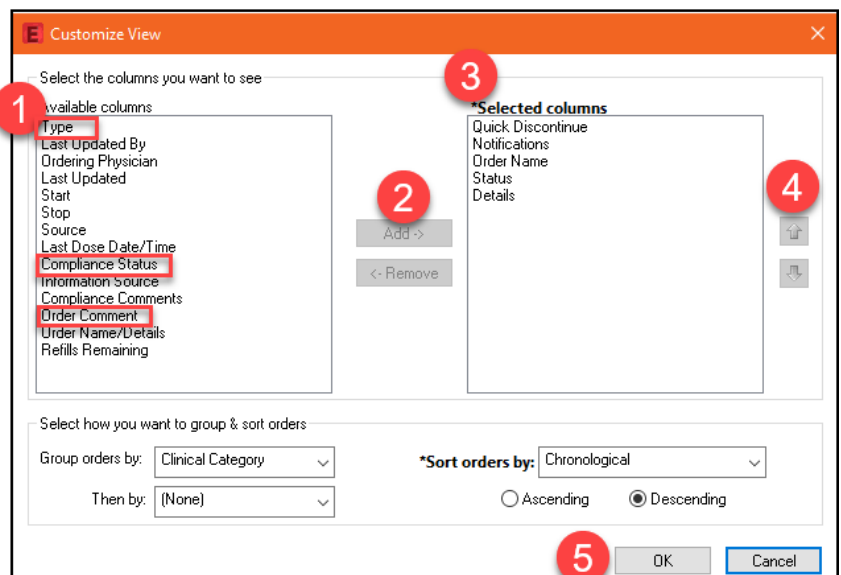 E Customize View
Select the columns you want to see
1
Available columns
Type
Last Updated By
Ordering Physician
Last Updated
Start
Stop
Source
Last Dose Date/Time
Compliance Status
Information Source
Compliance Comments
Order Comment
Order Name/Details
Refills Remaining
2
Add ->
<- Remove
3
*Selected columns
Quick Discontinue
Notifications
Order Name
Status
Details
4
Select how you want to group & sort orders
Group orders by: Clinical Category
*Sort orders by: Chronological
Then by: (None)
Ascending Descending
5
OK Cancel